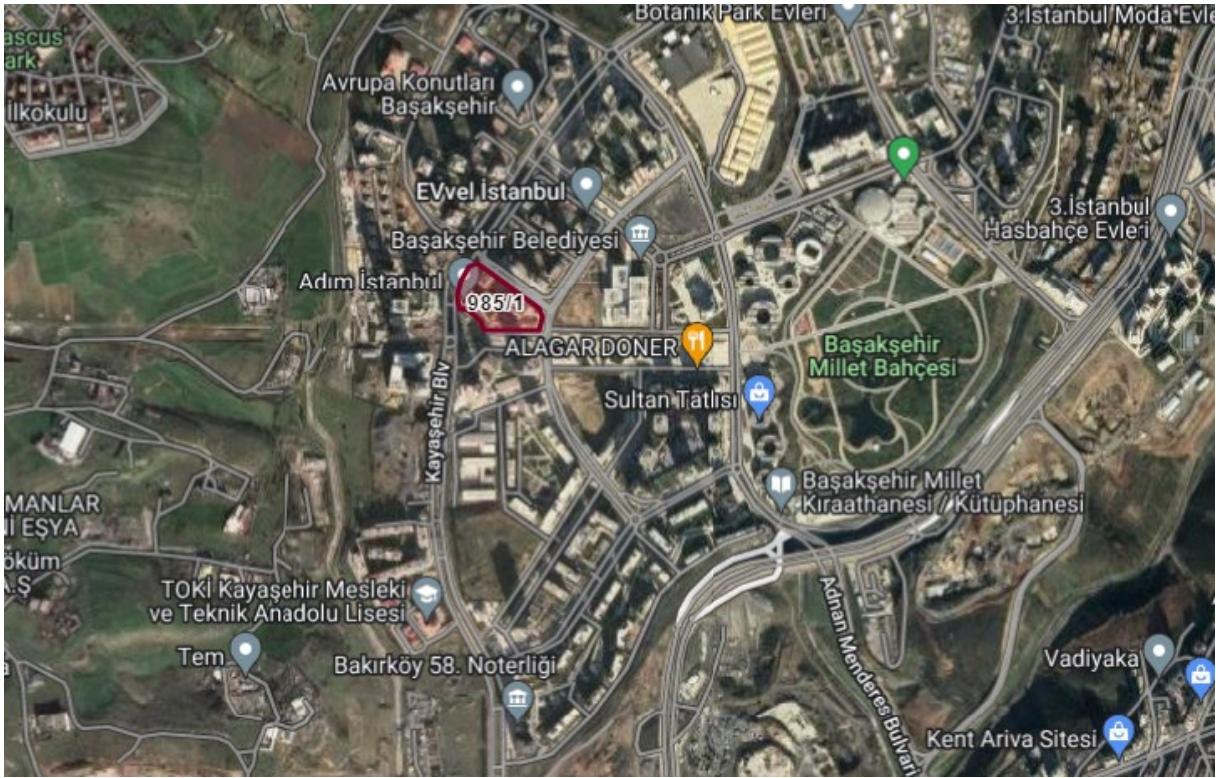 Botanik Park Evleri
3.İstanbul Moda Evle
ascus
ark
Avrupa Konutları
Başakşehir
İlkokulu
EVvel İstanbul
3.İstanbul
Hasbahçe Evleri
Başakşehir Belediyesi
Adım İstanbul
985/1
ALAGAR DONER
Başakşehir
Millet Bahçesi
Sultan Tatlısı
Kayaşehir Blv
Başakşehir Millet
Kıraathanesi / Kütüphanesi
MANLAR
Nİ EŞYA
öküm
A.Ş
TOKİ Kayaşehir Mesleki
ve Teknik Anadolu Lisesi
Adnan Menderes Bulvarı
Tem
Bakırköy 58. Noterliği
Vadiyaka
Kent Ariva Sitesi